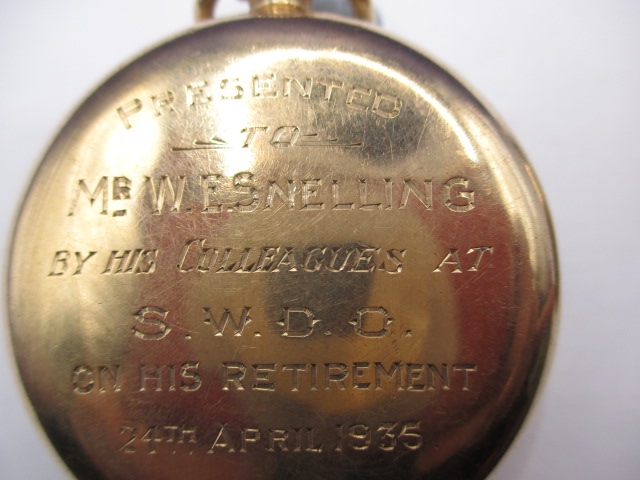 PRESENTED
TO
MR. W.E. SNELLING
BY HIS COLLEAGUES AT
S.W.D.O.
ON HIS RETIREMENT
24TH APRIL 1935